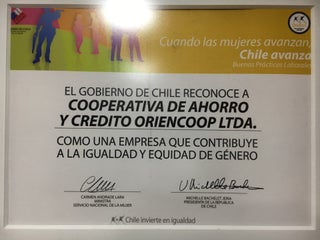 Cuando las mujeres avanzan,
Chile avanza
Buenas Prácticas Laborales
EL GOBIERNO DE CHILE RECONOCE A
COOPERATIVA DE AHORRO
Y CREDITO ORIENCOOP LTDA.
COMO UNA EMPRESA QUE CONTRIBUYE
A LA IGUALDAD Y EQUIDAD DE GÉNERO
CARMEN ANDRADE LARA
MINISTRA
SERVICIO NACIONAL DE LA MUJER
MICHELLE BACHELET JERIA
PRESIDENTA DE LA REPUBLICA
DE CHILE
Chile invierte en igualdad